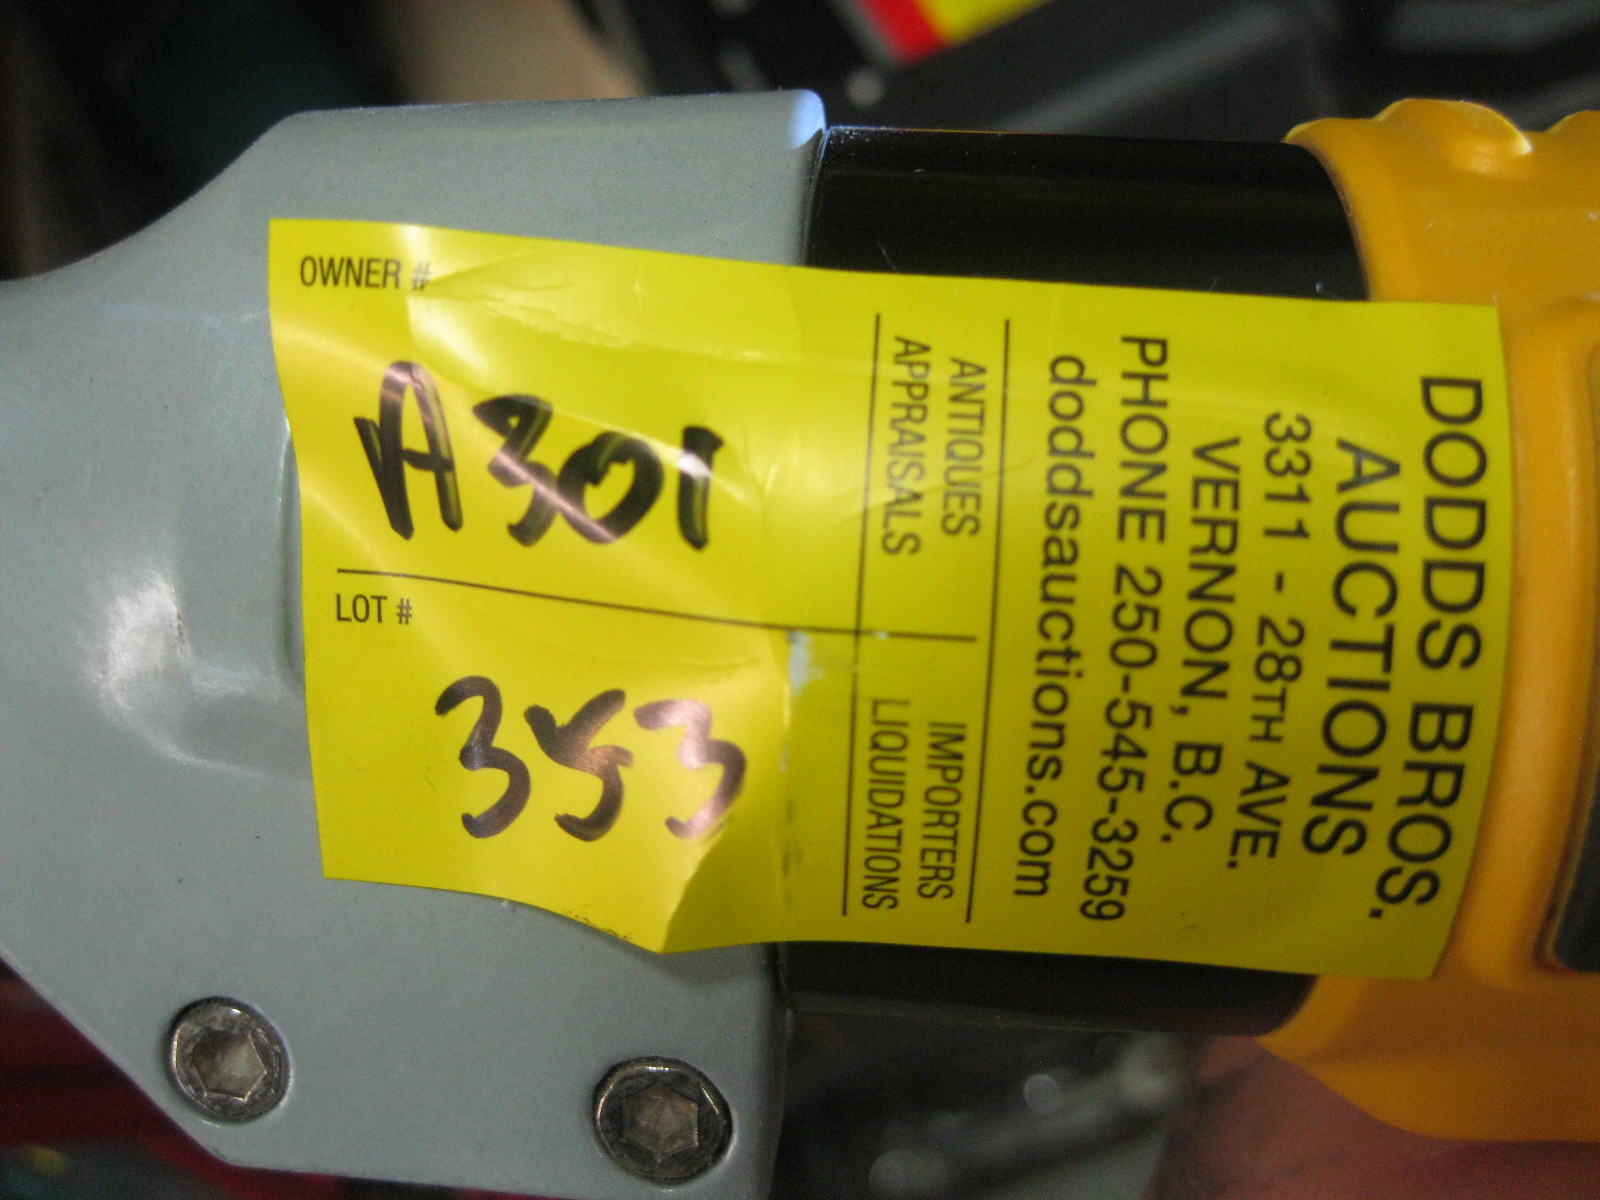 DODDS BROS.
AUCTIONS
3311 - 28TH AVE.
VERNON, B.C.
PHONE 250-545-3259
doddsauctions.com
ANTIQUES
APPRAISALS
IMPORTERS
LIQUIDATIONS
OWNER #
A301
LOT #
353